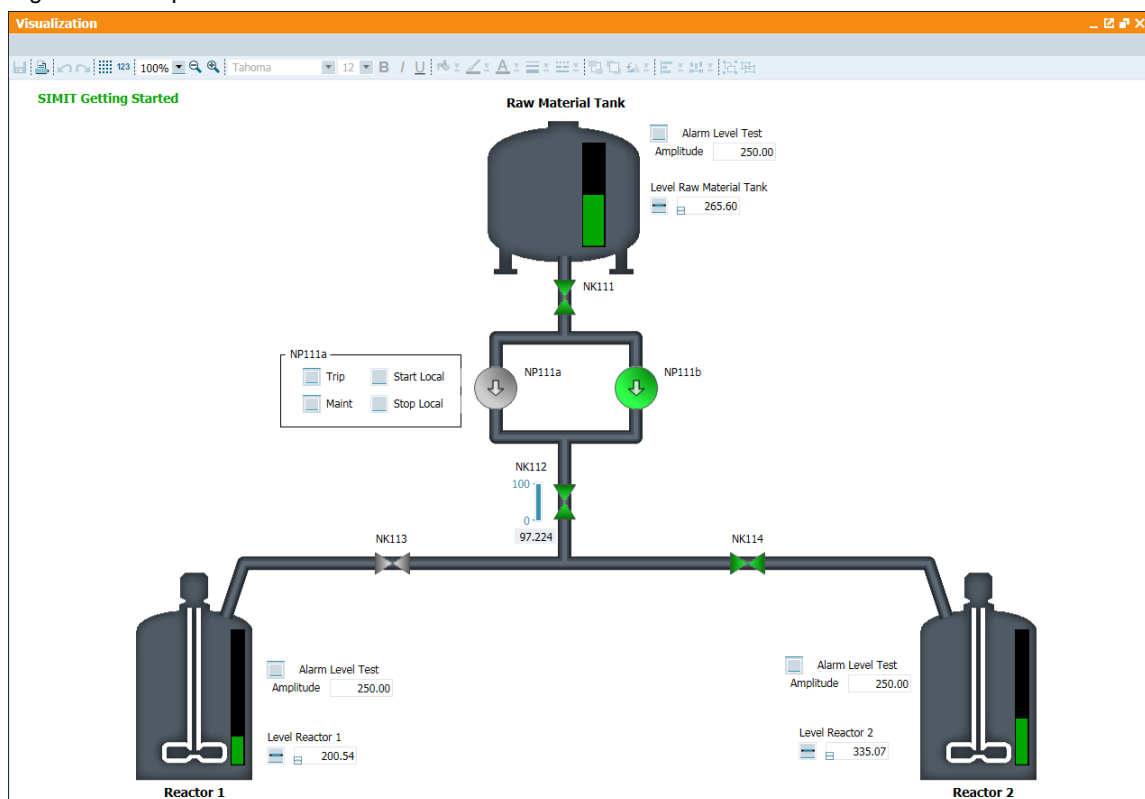 Visualization
123 100% Tahoma 12 B I U A
SIMIT Getting Started
Raw Material Tank
Alarm Level Test
Amplitude 250.00
Level Raw Material Tank
265.60
NK111
NP111a
Trip Start Local
Maint Stop Local
NP111a
NP111b
NK112
100
0
97.224
NK113
NK114
Alarm Level Test
Amplitude 250.00
Level Reactor 1
200.54
Reactor 1
Alarm Level Test
Amplitude 250.00
Level Reactor 2
335.07
Reactor 2